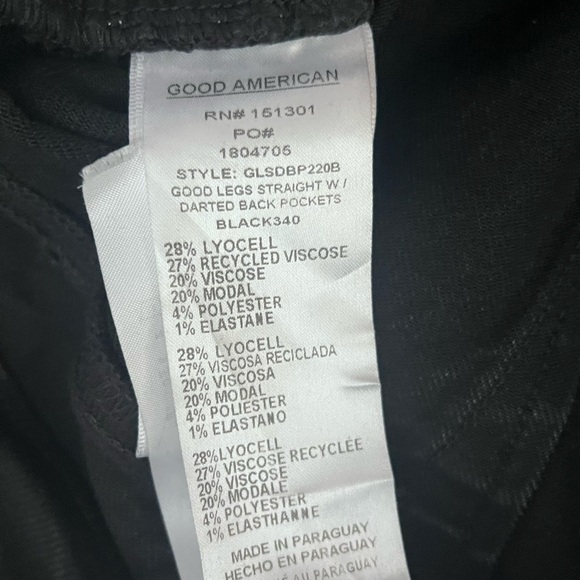 GOOD AMERICAN
RN# 151301
PO#
1804705
STYLE: GLSDBP220B
GOOD LEGS STRAIGHT W /
DARTED BACK POCKETS
BLACK340
28% LYOCELL
27% RECYCLED VISCOSE
20% VISCOSE
20% MODAL
4% POLYESTER
1% ELASTANE
28% LYOCELL
27% VISCOSA RECICLADA
20% VISCOSA
20% MODAL
4% POLIESTER
1% ELASTANO
28%LYOCELL
27% VISCOSE RECYCLÉE
20% VISCOSE
20% MODALE
4% POLYESTER
1% ELASTHANNE
MADE IN PARAGUAY
HECHO EN PARAGUAY
AU PARAGUAY